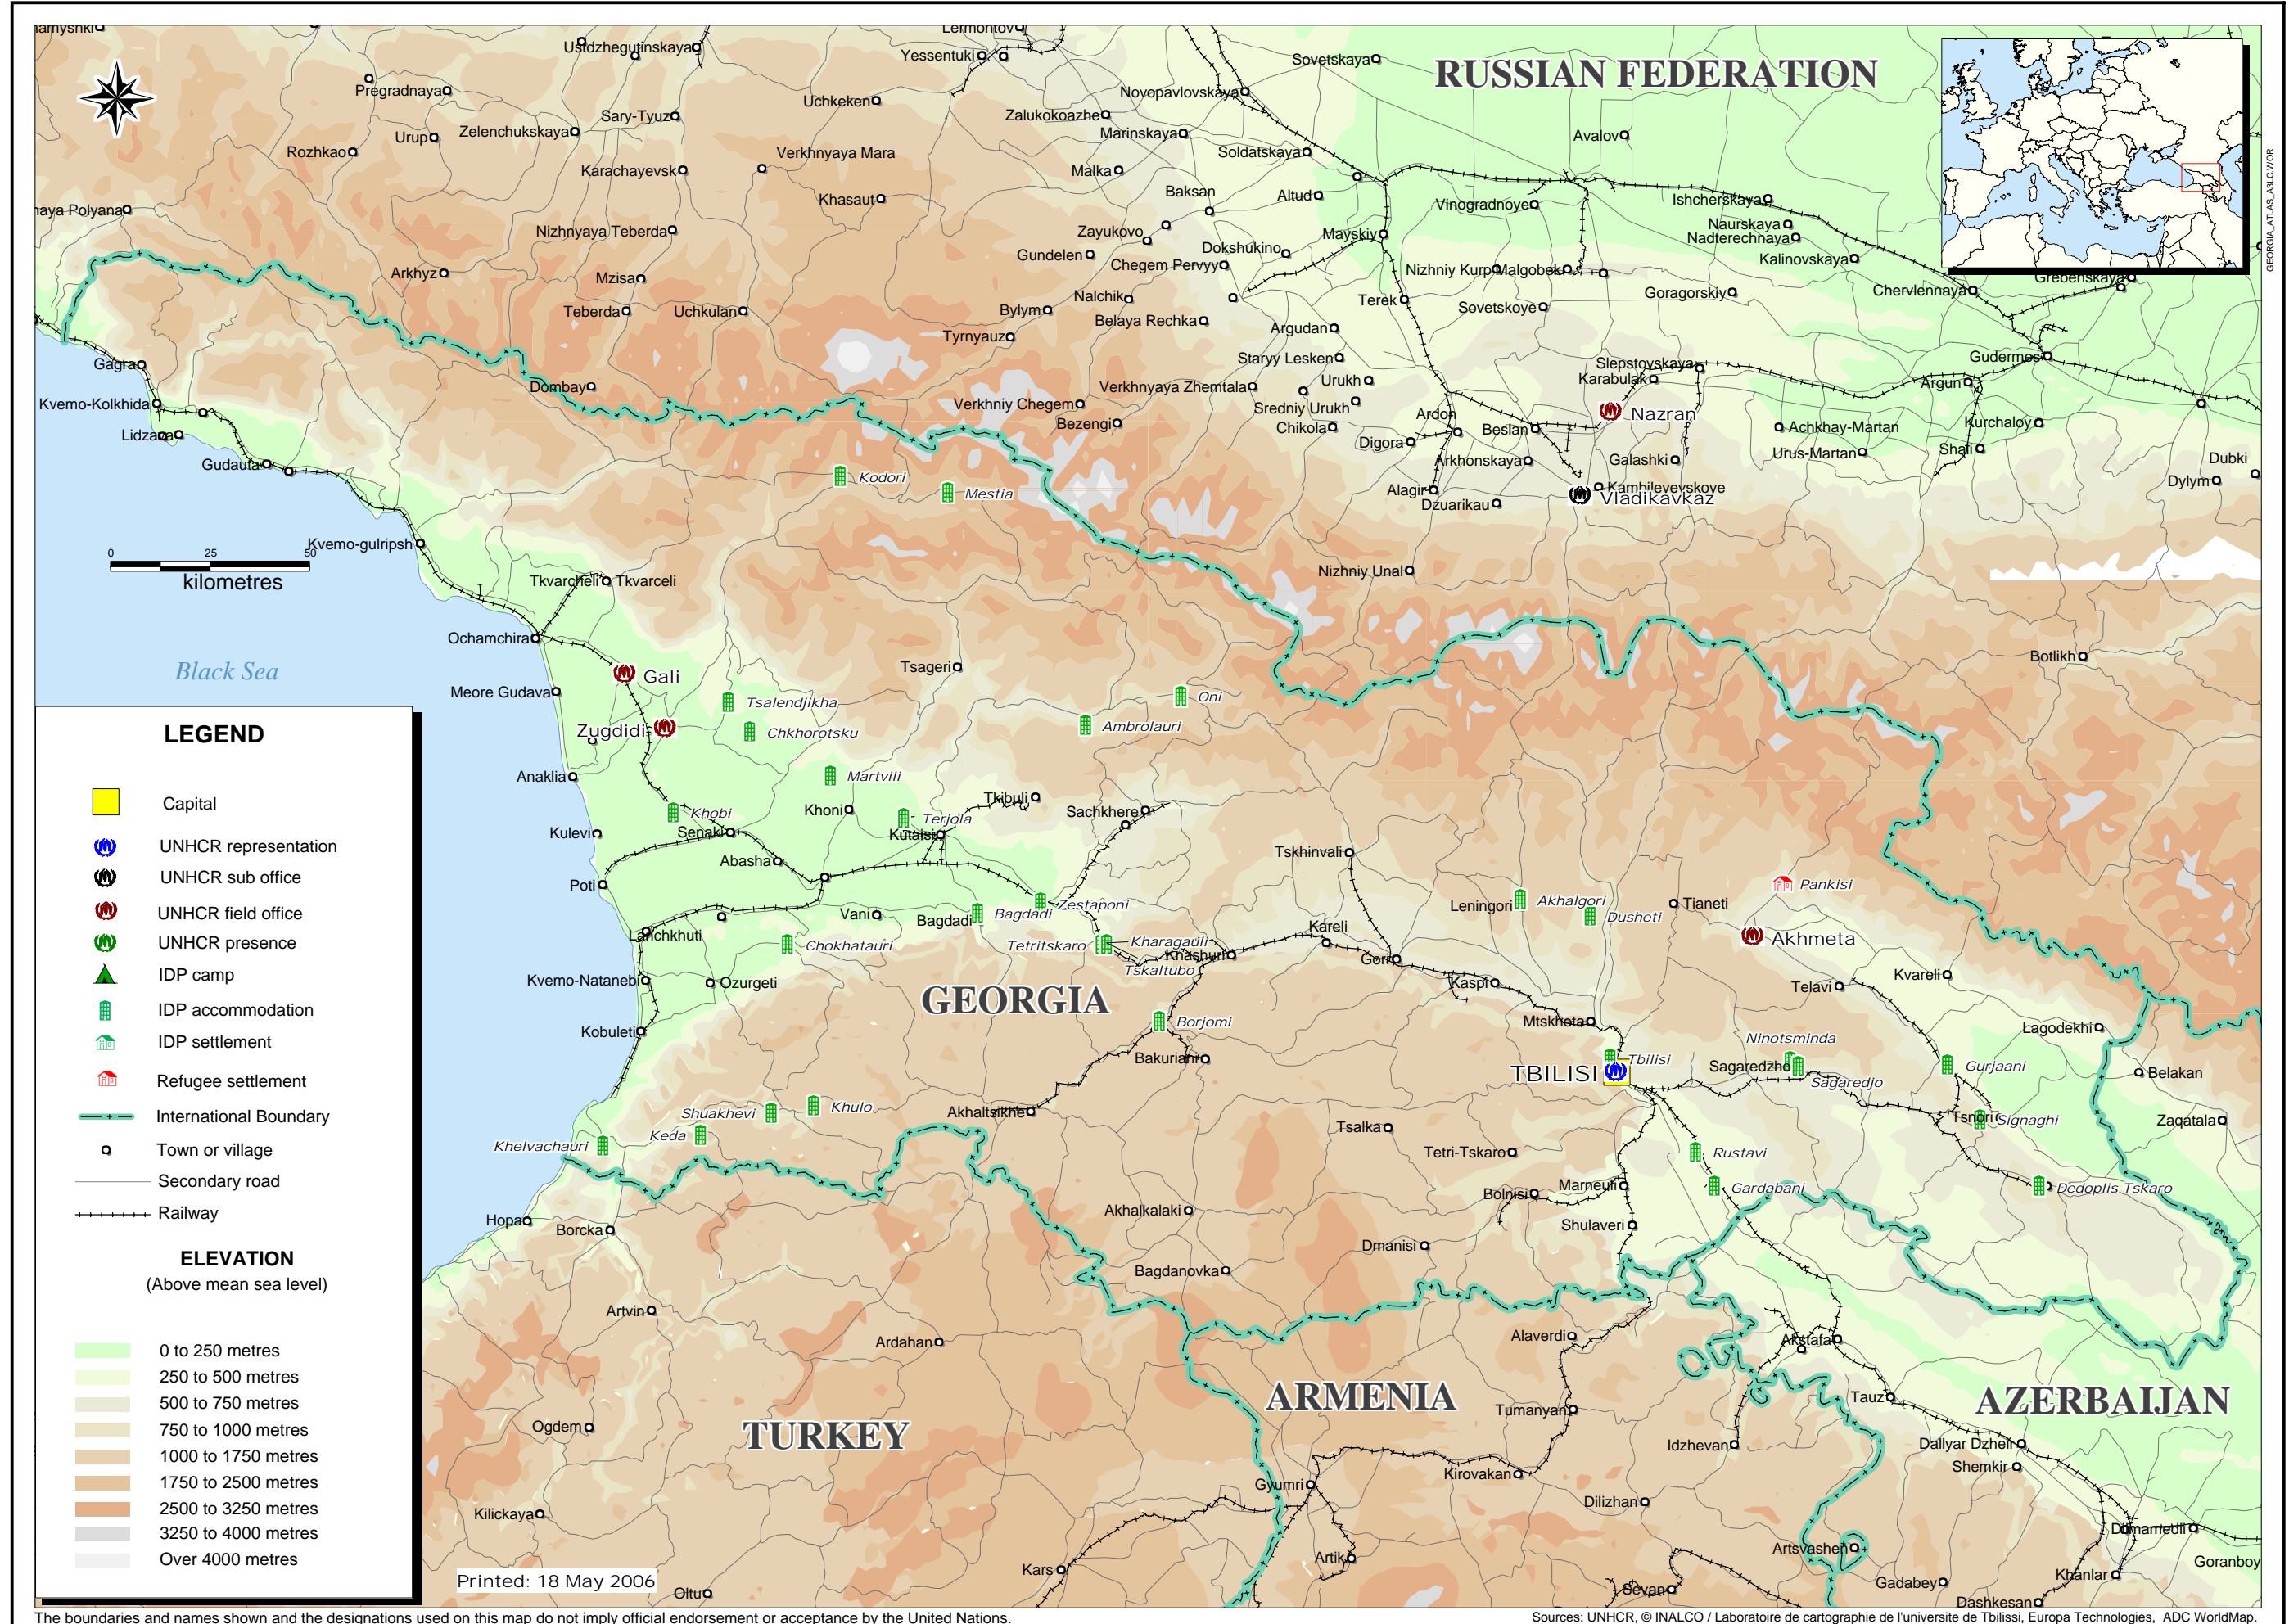 Lermontov
Ustdzhegutinskaya
Yessentuki
Sovetskaya
RUSSIAN FEDERATION
Pregradnaya
Uchkeken
Novopavlovskaya
Sary-Tyuz
Zalukokoazhe
Urup
Zelenchukskaya
Marinskaya
Avalov
Rozhkao
Verkhnyaya Mara
Soldatskaya
Karachayevsk
Malka
Khasaut
Baksan
Altud
Vinogradnoye
Ishcherskaya
naya Polyana
Nizhnyaya Teberda
Zayukovo
Mayskiy
Naurskaya
Nadterechnaya
Gundelen
Dokshukino
Chegem Pervyy
Nizhniy Kurp
Malgobek
Kalinovskaya
Arkhyz
Mzisa
Grebenskaya
Nalchik
Terek
Goragorskiy
Chervlennaya
Teberda
Uchkulan
Bylym
Belaya Rechka
Sovetskoye
Tyrnyauz
Argudan
Gagra
Staryy Lesken
Slepstovskaya
Gudermes
Dombay
Verkhnyaya Zhemtala
Urukh
Karabulak
Argun
Kvemo-Kolkhida
Verkhniy Chegem
Sredniy Urukh
Ardon
Nazran
Lidzava
Bezengi
Chikola
Digora
Beslan
Achkhay-Martan
Kurchaloy
Gudauta
Arkhonskaya
Galashki
Urus-Martan
Shali
Dubki
Kodori
Mestia
Alagir
Dzuarikau
Kambileyevskoye
Vladikavkaz
Dylym
0 25 50
kilometres
Kvemo-gulripsh
Tkvarcheli
Tkvarceli
Nizhniy Unal
Ochamchira
Black Sea
Gali
Tsageri
Botlikh
Meore Gudava
Tsalendjikha
Oni
Zugdidi
Chkhorotsku
Ambrolauri
Anaklia
Martvili
Khobi
Khoni
Terjola
Tkibuli
Sachkhere
Kulevi
Senaki
Kutaisi
Abasha
Tskhinvali
Poti
Pankisi
Vani
Bagdadi
Bagdadi
Zestaponi
Leningori
Akhalgori
Dusheti
Tianeti
Lanchkhuti
Chokhatauri
Tetritskaro
Kharagauli
Khashuri
Kareli
Akhmeta
Tskaltubo
Gori
Kvemo-Natanebi
Ozurgeti
GEORGIA
Kaspi
Telavi
Kvareli
Kobuleti
Borjomi
Mtskheta
Lagodekhi
Bakuriani
Tbilisi
TBILISI
Ninotsminda
Sagaredzho
Sagaredjo
Gurjaani
Belakan
Shuakhevi
Khulo
Akhaltsikhe
Tsalka
Tsnori
Signaghi
Zaqatala
Khelvachauri
Keda
Tetri-Tskaro
Rustavi
Bolnisi
Marneuli
Gardabani
Dedoplis Tskaro
Hopa
Borcka
Akhalkalaki
Shulaveri
Dmanisi
Bagdanovka
Artvin
Ardahan
Alaverdi
Akstafa
ARMENIA
AZERBAIJAN
Tumanyan
Tauz
Ogdem
TURKEY
Idzhevan
Dallyar Dzheir
Shemkir
Kirovakan
Gyumri
Dilizhan
Kilickaya
Artsvashen
Goranboy
Artik
Kars
Gadabey
Khanlar
Oltu
Sevan
Dashkesan
Printed: 18 May 2006
LEGEND
Capital
UNHCR representation
UNHCR sub office
UNHCR field office
UNHCR presence
IDP camp
IDP accommodation
IDP settlement
Refugee settlement
International Boundary
Town or village
Secondary road
Railway
ELEVATION
(Above mean sea level)
0 to 250 metres
250 to 500 metres
500 to 750 metres
750 to 1000 metres
1000 to 1750 metres
1750 to 2500 metres
2500 to 3250 metres
3250 to 4000 metres
Over 4000 metres
GEORGIA_ATLAS_A3LC.WOR
The boundaries and names shown and the designations used on this map do not imply official endorsement or acceptance by the United Nations.
Sources: UNHCR, © INALCO / Laboratoire de cartographie de l'universite de Tbilissi, Europa Technologies, ADC WorldMap.